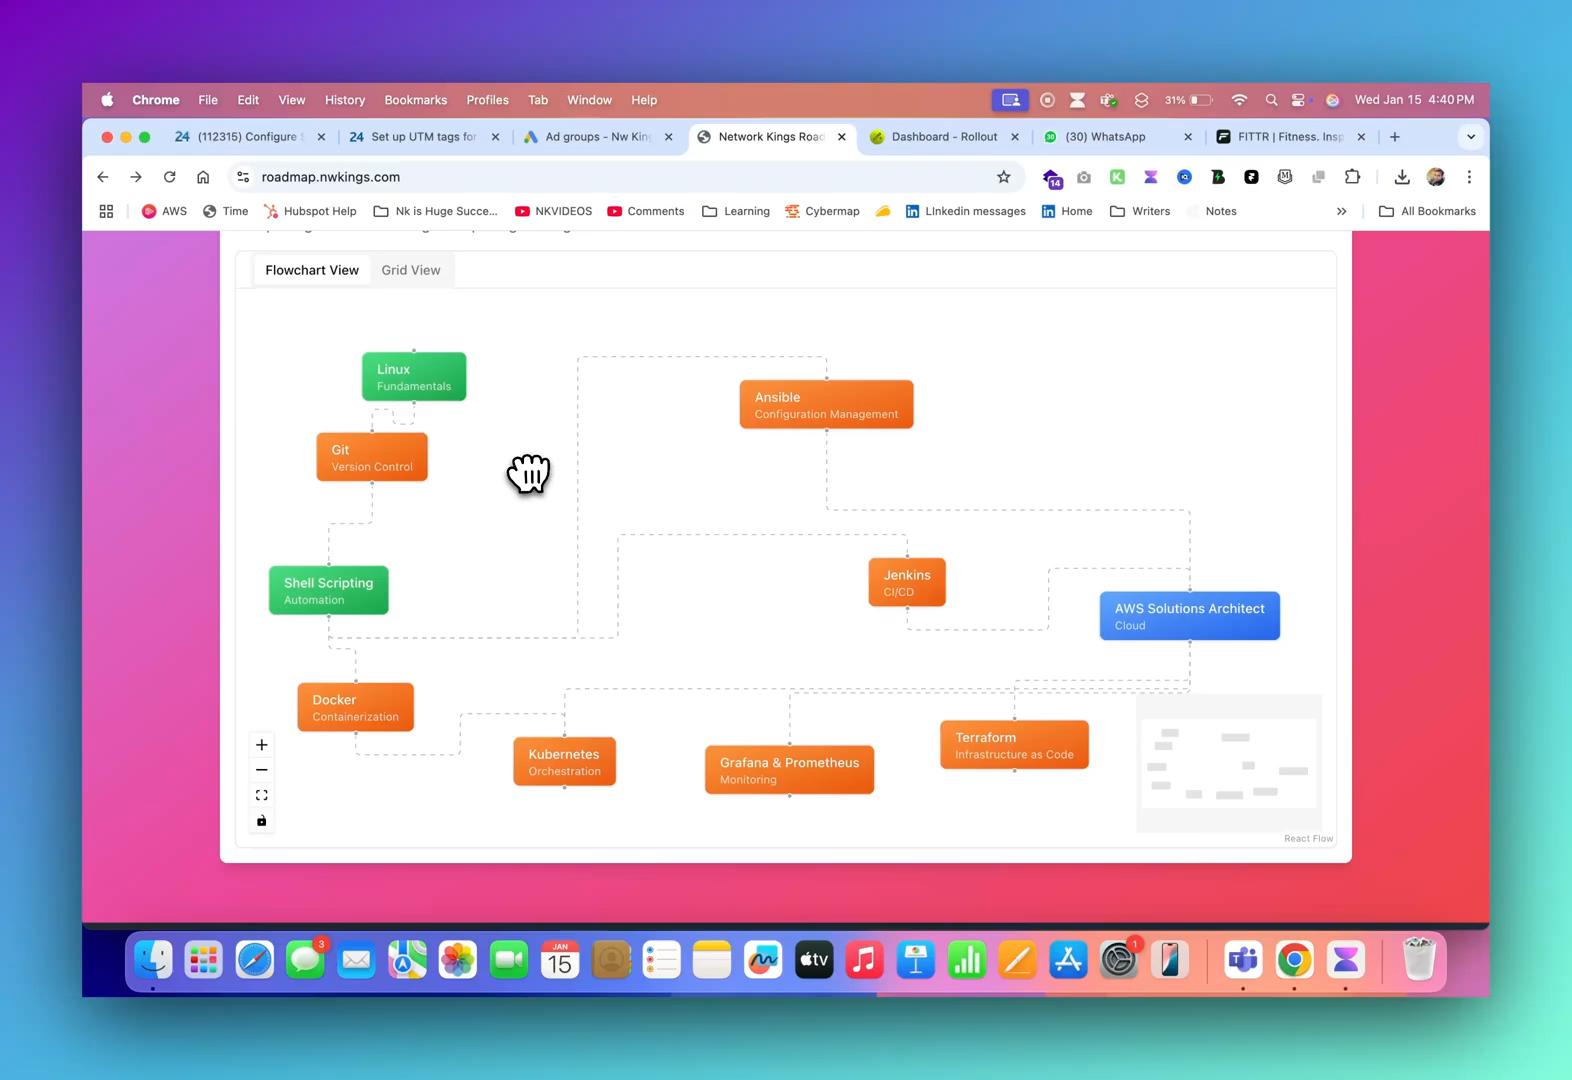 Chrome File Edit View History Bookmarks Profiles Tab Window Help 31% Wed Jan 15 4:40 PM
24 (112315) Configure 24 Set up UTM tags for Ad groups - Nw King Network Kings Road Dashboard - Rollout (30) WhatsApp FITTR | Fitness. Insp
roadmap.nwkings.com 14
AWS Time Hubspot Help Nk is Huge Succe... NKVIDEOS Comments Learning Cybermap LInkedin messages Home Writers Notes All Bookmarks
Flowchart View Grid View
Linux
Fundamentals
Ansible
Configuration Management
Git
Version Control
Jenkins
CI/CD
Shell Scripting
Automation
AWS Solutions Architect
Cloud
Docker
Containerization
Kubernetes
Orchestration
Grafana & Prometheus
Monitoring
Terraform
Infrastructure as Code
React Flow
3
JAN
15
tv
1